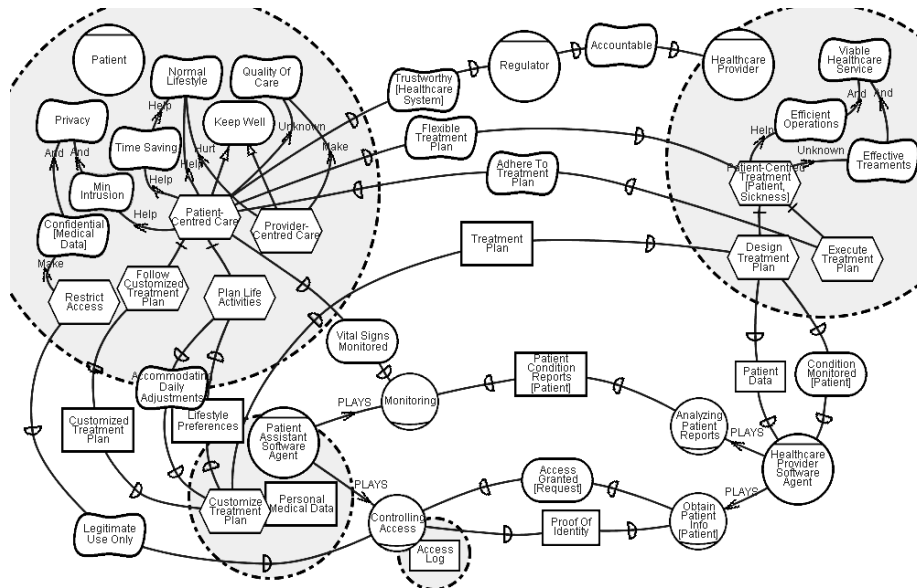 Patient
Normal
Lifestyle
Quality Of
Care
Trustworthy
[Healthcare
System]
Regulator
Accountable
Healthcare
Provider
Viable
Healthcare
Service
And
And
Privacy
Help
Keep Well
Unknown
Efficient
Operations
Help
And
And
Time Saving
Hurt
Help
Make
Flexible
Treatment
Plan
Unknown
Effective
Treaments
Min
Intrusion
Help
Adhere To
Treatment
Plan
Patient-Centred
Treatment
[Patient,
Sickness]
Confidential
[Medical
Data]
Help
Patient-
Centred Care
Provider-
Centred Care
Treatment
Plan
Design
Treatment
Plan
Execute
Treatment
Plan
Make
Restrict
Access
Follow
Customized
Treatment
Plan
Plan Life
Activities
Vital Signs
Monitored
Accommodating
Daily
Adjustments
Patient
Condition
Reports
[Patient]
Patient
Data
Condition
Monitored
[Patient]
Customized
Treatment
Plan
Lifestyle
Preferences
PLAYS
Monitoring
Patient
Assistant
Software
Agent
Analyzing
Patient
Reports
PLAYS
Healthcare
Provider
Software
Agent
PLAYS
Access
Granted
[Request]
PLAYS
Customize
Treatment
Plan
Personal
Medical Data
Controlling
Access
Proof Of
Identity
Obtain
Patient
Info
[Patient]
Legitimate
Use Only
Access
Log